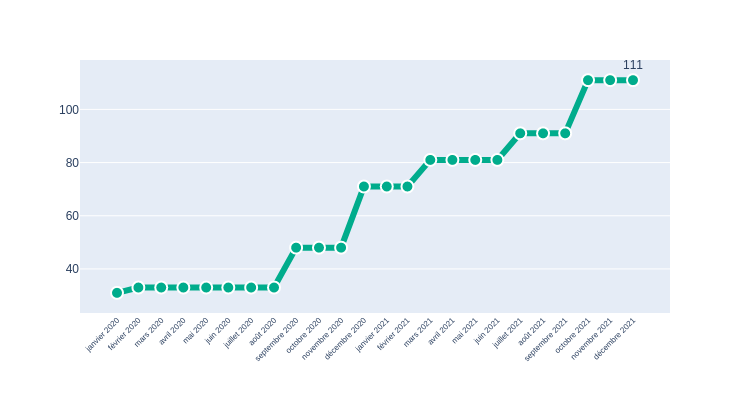 111
100
80
60
40
janvier 2020
février 2020
mars 2020
avril 2020
mai 2020
juin 2020
juillet 2020
août 2020
septembre 2020
octobre 2020
novembre 2020
décembre 2020
janvier 2021
février 2021
mars 2021
avril 2021
mai 2021
juin 2021
juillet 2021
août 2021
septembre 2021
octobre 2021
novembre 2021
décembre 2021